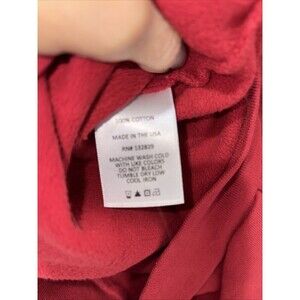 100% COTTON
MADE IN THE USA
RN# 132820
MACHINE WASH COLD
WITH LIKE COLORS
DO NOT BLEACH
TUMBLE DRY LOW
COOL IRON